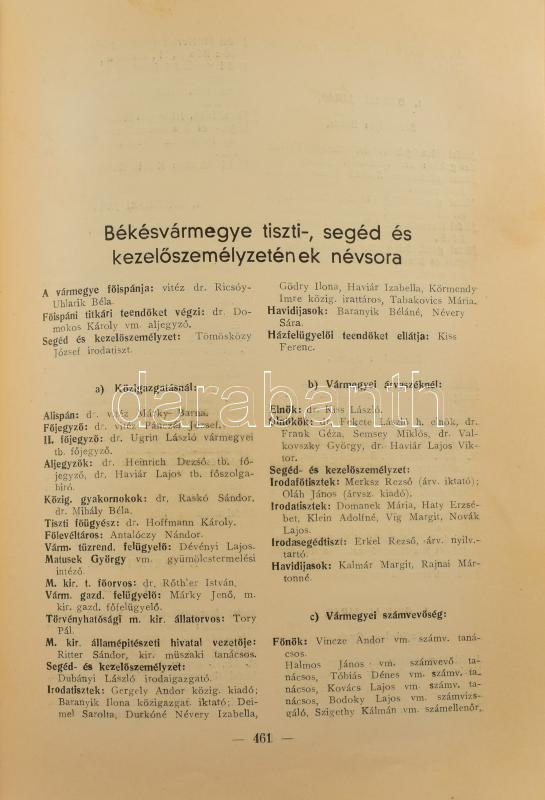 Békésvármegye tiszti-, segéd és
kezelőszemélyzetének névsora
A vármegye főispánja: vitéz dr. Ricsóy-
Uhlarik Béla.
Főispáni titkári teendőket végzi: dr. Do-
mokos Károly vm. aljegyző.
Segéd és kezelőszemélyzet: Tömösközy
József irodatiszt.
a) Közigazgatásnál:
Alispán: dr. vitéz Márky Barna.
Főjegyző: dr. vitéz Pánczél József.
II. főjegyző: dr. Ugrin László vármegyei
tb. főjegyző.
Aljegyzők: dr. Heinrich Dezső tb. fő-
jegyző, dr. Haviár Lajos tb. főszolga-
bíró.
Közig. gyakornokok: dr. Raskó Sándor,
dr. Mihály Béla.
Tiszti főügyész: dr. Hoffmann Károly.
Főlevéltáros: Antalóczy Nándor.
Várm. tüzrend. felügyelő: Dévényi Lajos.
Matusek György vm. gyümölcstermelési
intéző.
M. kir. t. főorvos: dr. Róth'er István.
Várm. gazd. felügyelő: Márky Jenő, m.
kir. gazd. főfelügyelő.
Törvényhatósági m. kir. állatorvos: Tory
Pál.
M. kir. államépitészeti hivatal vezetője:
Ritter Sándor, kir. müszaki tanácsos.
Segéd- és kezelőszemélyzet:
Dubányi László irodaigazgató.
Irodatisztek: Gergely Andor közig. kiadó;
Baranyik Ilona közigazgat. iktató; Dei-
mel Sarolta, Durkóné Névery Izabella,
Gödry Ilona, Haviár Izabella, Körmendy
Imre közig. irattáros, Tabakovics Mária.
Havidijasok: Baranyik Béláné, Névery
Sára.
Házfelügyelői teendőket ellátja: Kiss
Ferenc.
b) Vármegyei árvaszéknél:
Elnök: dr. Kiss László.
Ülnökök: dr. Fekete László h. elnök, dr.
Frank Géza, Semsey Miklós, dr. Val-
kovszky György, dr. Haviár Lajos Vik-
tor.
Segéd- és kezelőszemélyzet:
Irodafőtisztek: Merksz Rezső (árv. iktató);
Oláh János (árvsz. kiadó).
Irodatisztek: Domanek Mária, Haty Erzsé-
bet, Klein Adolfné, Vig Margit, Novák
Lajos.
Irodasegédtiszt: Erkel Rezső árv. nyilv.-
tartó.
Havidijasok: Kalmár Margit, Rajnai Már-
tonné.
c) Vármegyei számvevőség:
Főnök: Vincze Andor vm. számv. taná-
csos.
Halmos János vm. számvevő ta-
nácsos, Tóbiás Dénes vm. számv. ta-
nácsos, Kovács Lajos vm. számv. ta-
nácsos, Bodoky Lajos vm. számvizs-
gáló, Szigethy Kálmán vm. számellenőr,
— 461 —
darabanth